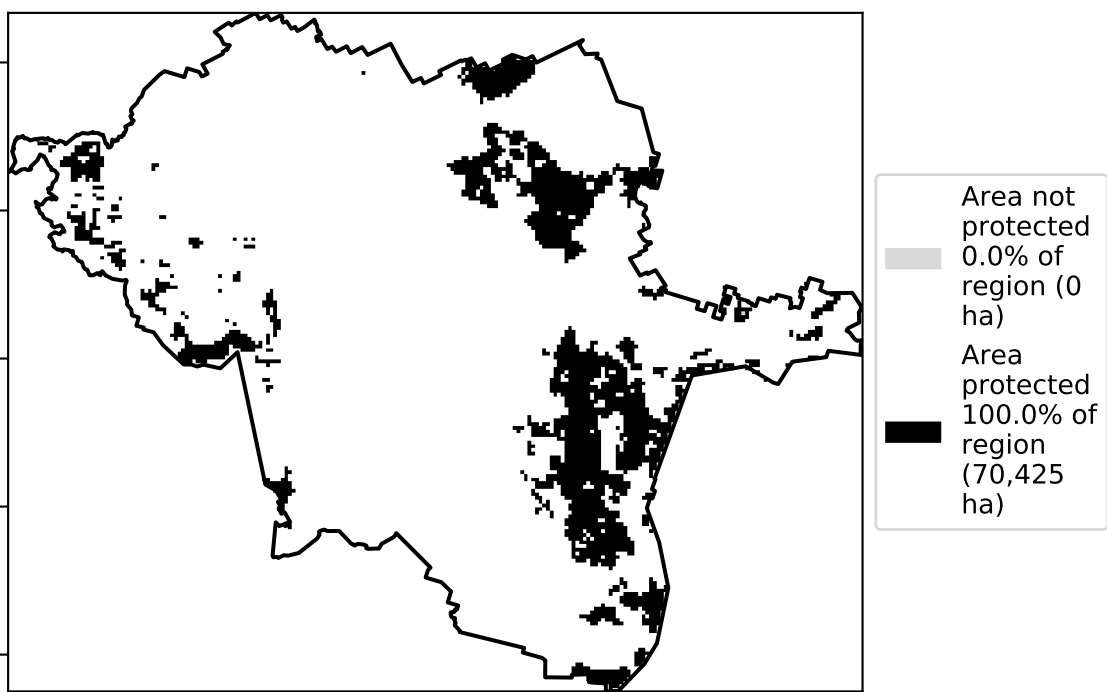 Area not
protected
0.0% of
region (0
ha)
Area
protected
100.0% of
region
(70,425
ha)